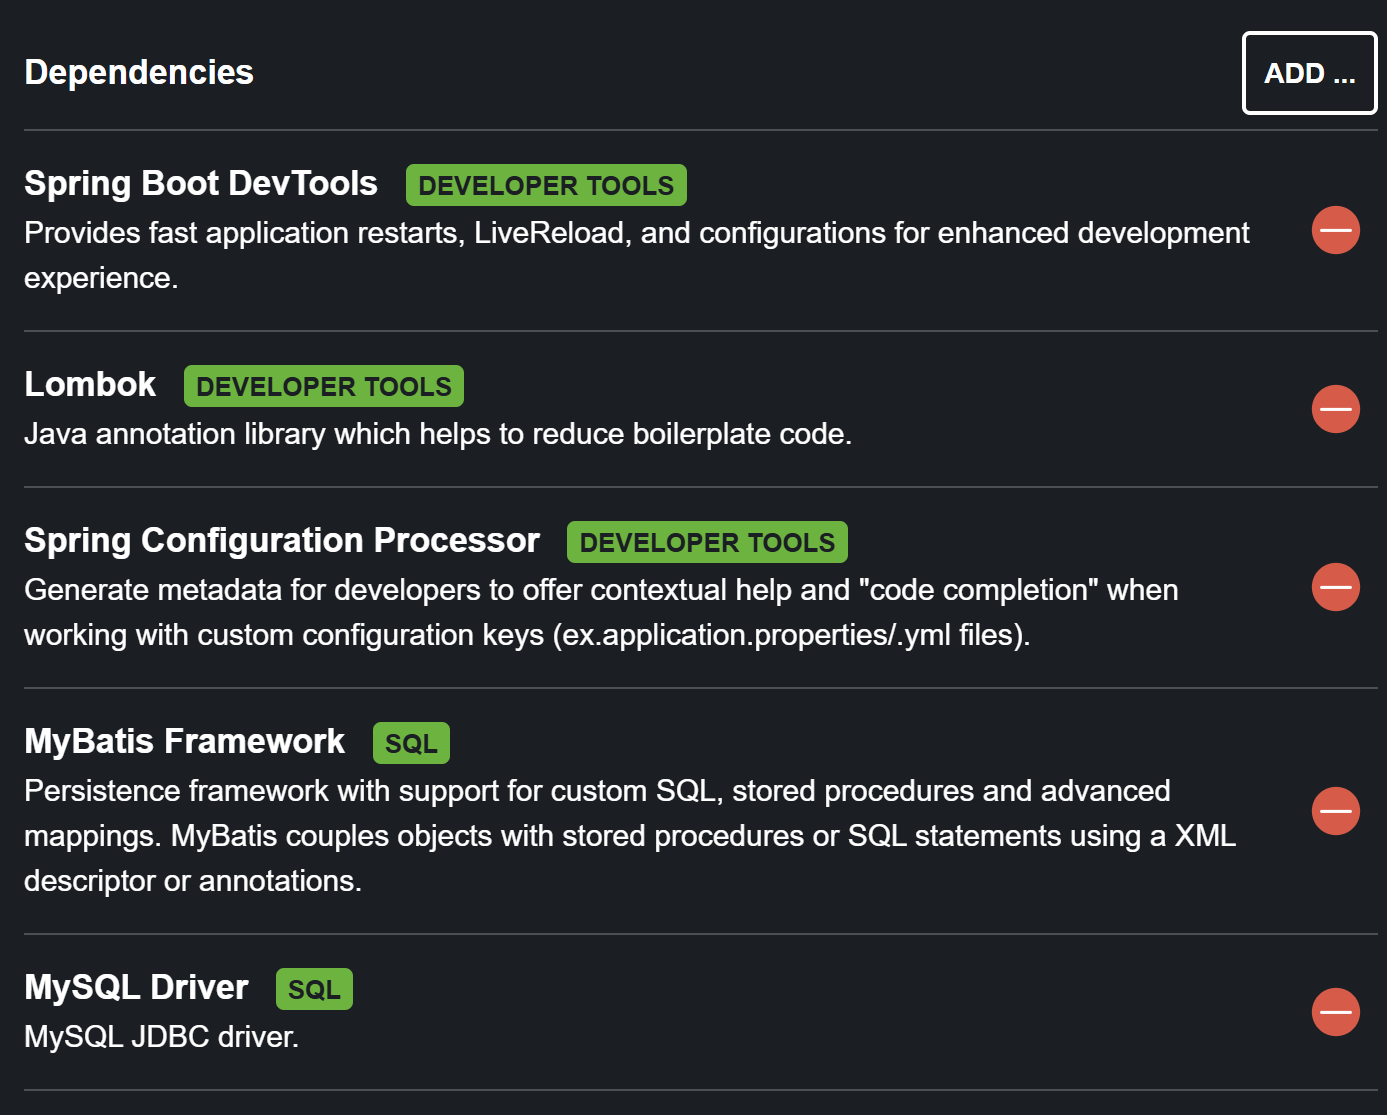 Dependencies
ADD ...
Spring Boot DevTools DEVELOPER TOOLS
Provides fast application restarts, LiveReload, and configurations for enhanced development
experience.
Lombok DEVELOPER TOOLS
Java annotation library which helps to reduce boilerplate code.
Spring Configuration Processor DEVELOPER TOOLS
Generate metadata for developers to offer contextual help and "code completion" when
working with custom configuration keys (ex.application.properties/.yml files).
MyBatis Framework SQL
Persistence framework with support for custom SQL, stored procedures and advanced
mappings. MyBatis couples objects with stored procedures or SQL statements using a XML
descriptor or annotations.
MySQL Driver SQL
MySQL JDBC driver.